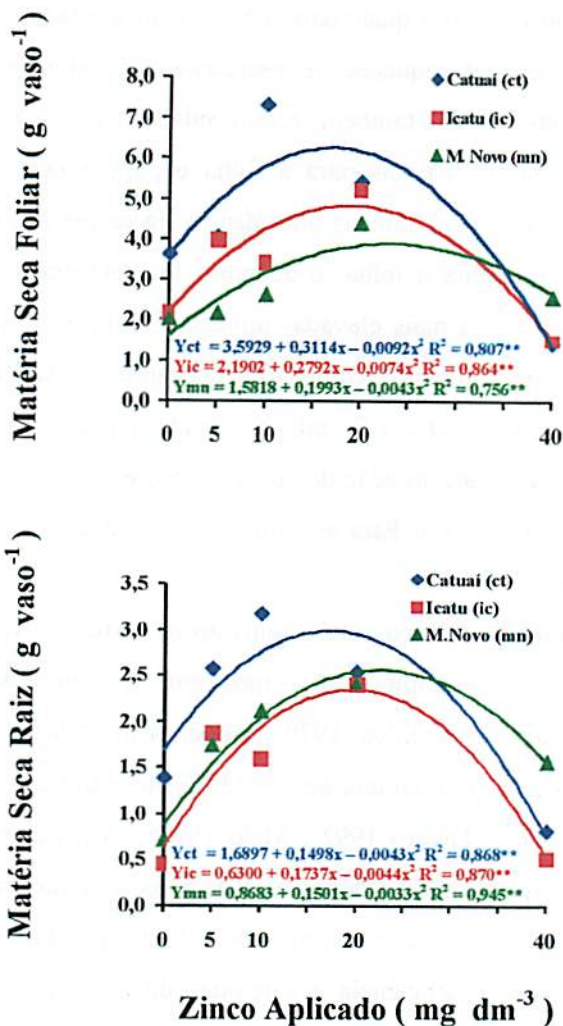 Matéria Seca Foliar ( g vaso⁻¹ )
8,0
7,0
6,0
5,0
4,0
3,0
2,0
1,0
0,0
Catuaí (ct)
Icatu (ic)
M Novo (mn)
Yct = 3,5929 + 0,3114x – 0,0092x² R² = 0,807**
Yic = 2,1902 + 0,2792x – 0,0074x² R² = 0,864**
Ymn = 1,5818 + 0,1993x – 0,0043x² R² = 0,756**
0 5 10 20 40
Matéria Seca Raiz ( g vaso⁻¹ )
3,5
3,0
2,5
2,0
1,5
1,0
0,5
0,0
Catuaí (ct)
Icatu (ic)
M.Novo (mn)
Yct = 1,6897 + 0,1498x – 0,0043x² R² = 0,868**
Yic = 0,6300 + 0,1737x – 0,0044x² R² = 0,870**
Ymn = 0,8683 + 0,1501x – 0,0033x² R² = 0,945**
0 5 10 20 40
Zinco Aplicado ( mg dm⁻³ )